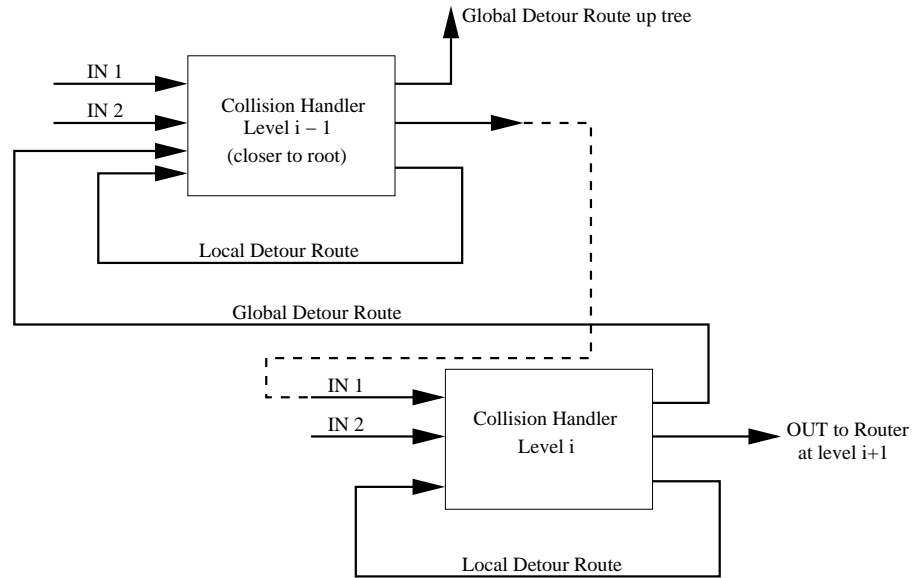 Global Detour Route up tree
IN 1
IN 2
Collision Handler
Level i – 1
(closer to root)
Local Detour Route
Global Detour Route
IN 1
IN 2
Collision Handler
Level i
OUT to Router
at level i+1
Local Detour Route